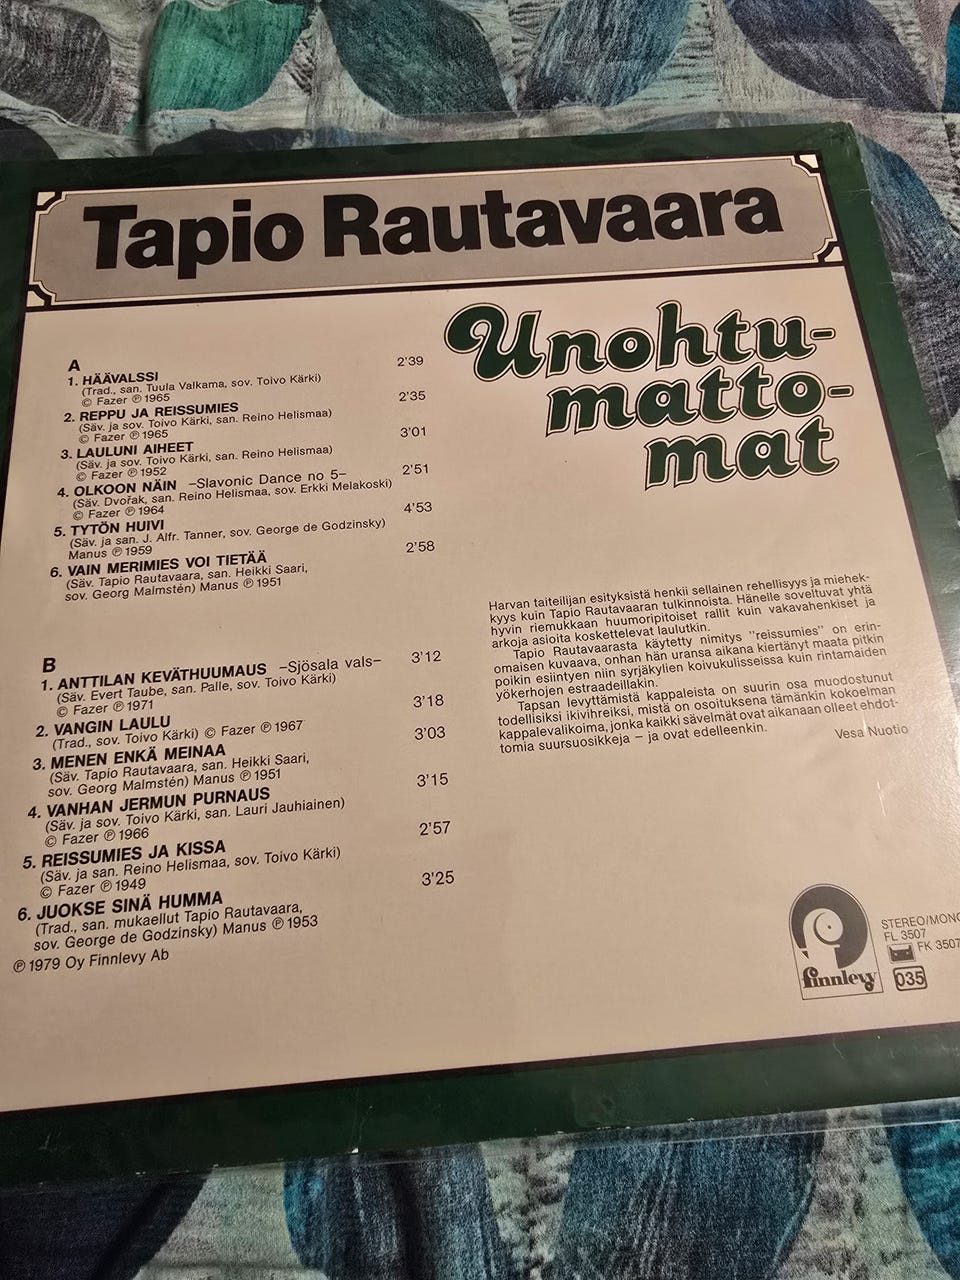 Tapio Rautavaara
Unohtu-
matto-
mat
A
1. HÄÄVALSSI 2'39
(Trad., san. Tuula Valkama, sov. Toivo Kärki)
© Fazer ℗ 1965
2. REPPU JA REISSUMIES 2'35
(Säv. ja sov. Toivo Kärki, san. Reino Helismaa)
© Fazer ℗ 1965
3. LAULUNI AIHEET 3'01
(Säv. ja sov. Toivo Kärki, san. Reino Helismaa)
© Fazer ℗ 1952
4. OLKOON NÄIN –Slavonic Dance no 5– 2'51
(Säv. Dvořak, san. Reino Helismaa, sov. Erkki Melakoski)
© Fazer ℗ 1964
5. TYTÖN HUIVI 4'53
(Säv. ja san. J. Alfr. Tanner, sov. George de Godzinsky)
Manus ℗ 1959
6. VAIN MERIMIES VOI TIETÄÄ 2'58
(Säv. Tapio Rautavaara, san. Heikki Saari,
sov. Georg Malmstén) Manus ℗ 1951
B
1. ANTTILAN KEVÄTHUUMAUS –Sjösala vals– 3'12
(Säv. Evert Taube, san. Palle, sov. Toivo Kärki)
© Fazer ℗ 1971
2. VANGIN LAULU 3'18
(Trad., sov. Toivo Kärki) © Fazer ℗ 1967
3. MENEN ENKÄ MEINAA 3'03
(Säv. Tapio Rautavaara, san. Heikki Saari,
sov. Georg Malmstén) Manus ℗ 1951
4. VANHAN JERMUN PURNAUS 3'15
(Säv. ja sov. Toivo Kärki, san. Lauri Jauhiainen)
© Fazer ℗ 1966
5. REISSUMIES JA KISSA 2'57
(Säv. ja san. Reino Helismaa, sov. Toivo Kärki)
© Fazer ℗ 1949
6. JUOKSE SINÄ HUMMA 3'25
(Trad., san. mukaellut Tapio Rautavaara,
sov. George de Godzinsky) Manus ℗ 1953
℗ 1979 Oy Finnlevy Ab
Harvan taiteilijan esityksistä henkii sellainen rehellisyys ja miehek-
kyys kuin Tapio Rautavaaran tulkinnoista. Hänelle soveltuvat yhtä
hyvin riemukkaan huumoripitoiset rallit kuin vakavahenkiset ja
arkoja asioita koskettelevat laulutkin.
Tapio Rautavaarasta käytetty nimitys "reissumies" on erin-
omaisen kuvaava, onhan hän uransa aikana kiertänyt maata pitkin
poikin esiintyen niin syrjäkylien koivukulisseissa kuin rintamaiden
yökerhojen estraadeillakin.
Tapsan levyttämistä kappaleista on suurin osa muodostunut
todellisiksi ikivihreiksi, mistä on osoituksena tämänkin kokoelman
kappalevalikoima, jonka kaikki sävelmät ovat aikanaan olleet ehdot-
tomia suursuosikkeja – ja ovat edelleenkin.
Vesa Nuotio
finnlevy
STEREO/MONO
FL 3507
FK 3507
035